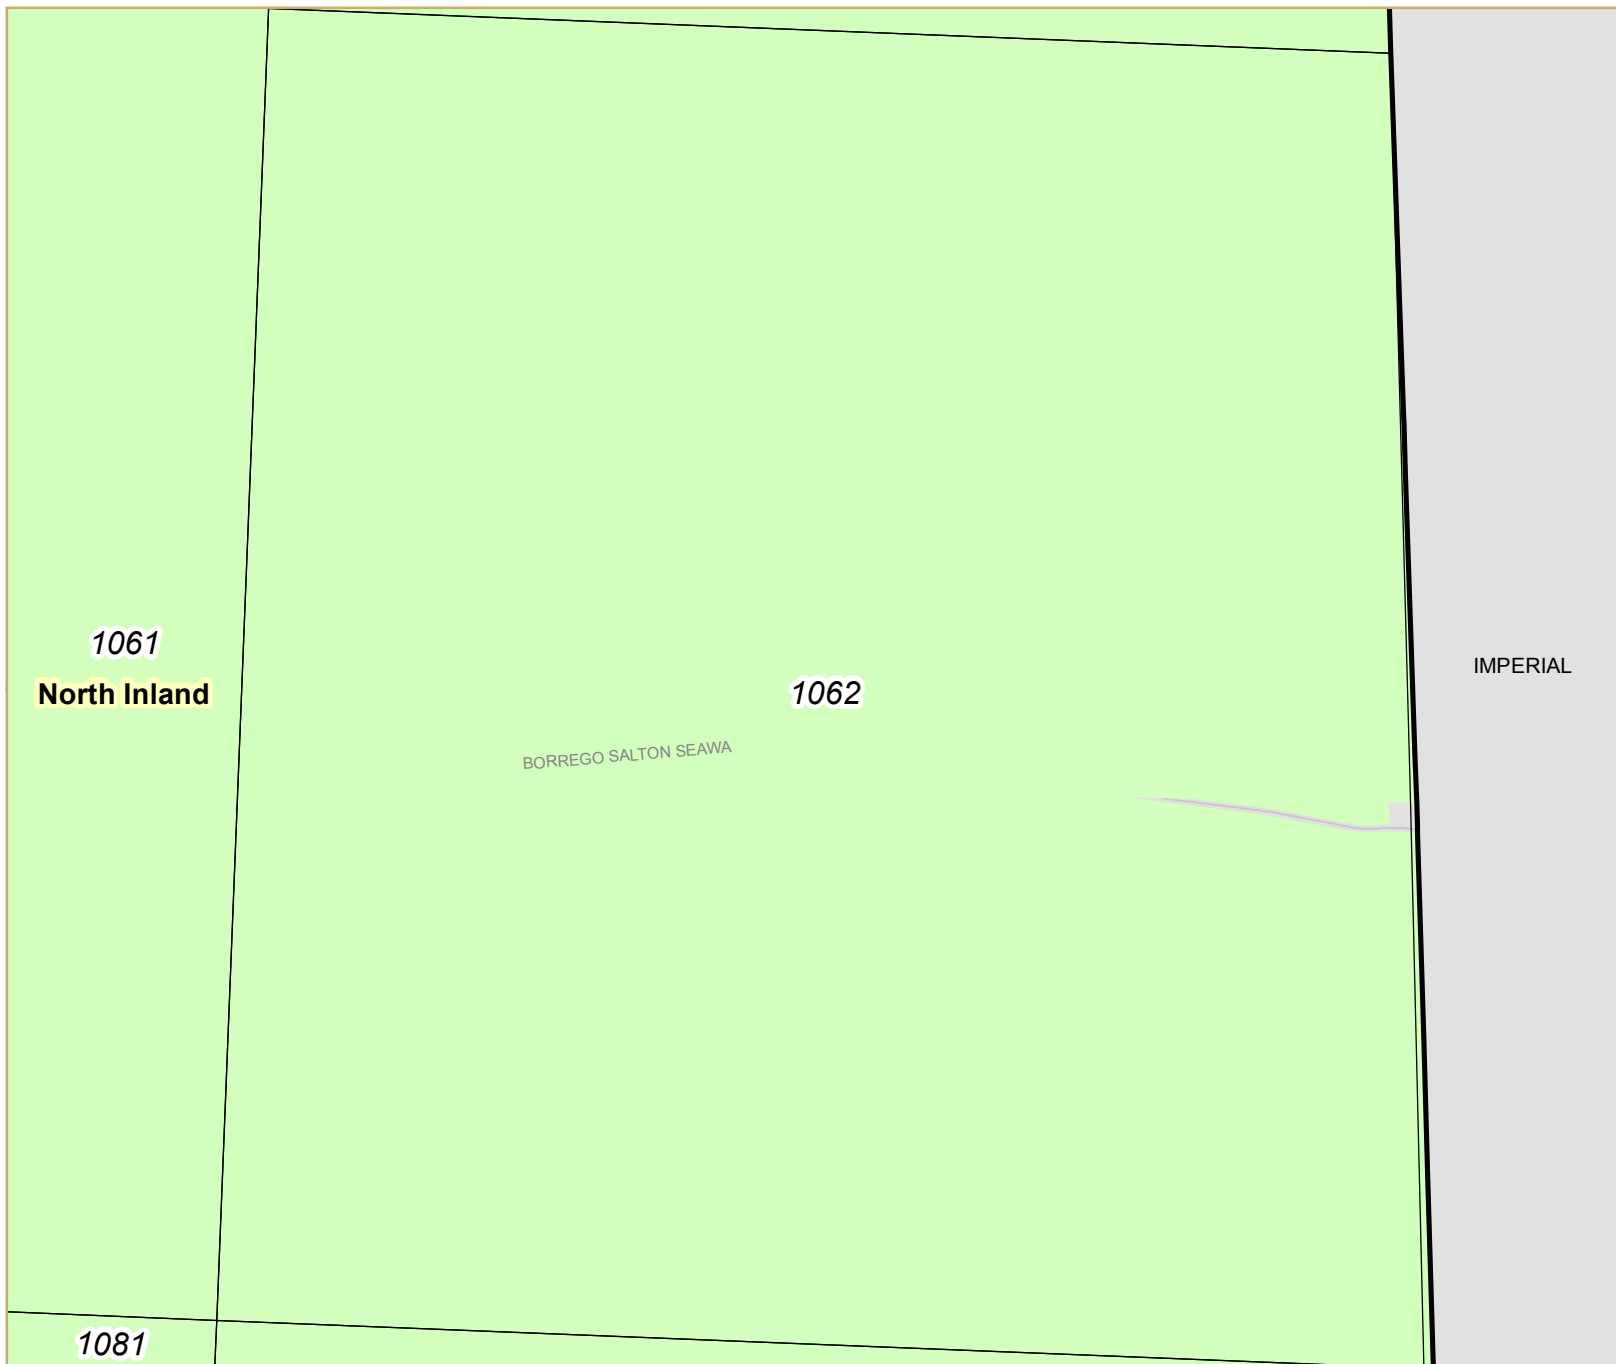 1061
North Inland
1062
IMPERIAL
BORREGO SALTON SEAWA
1081